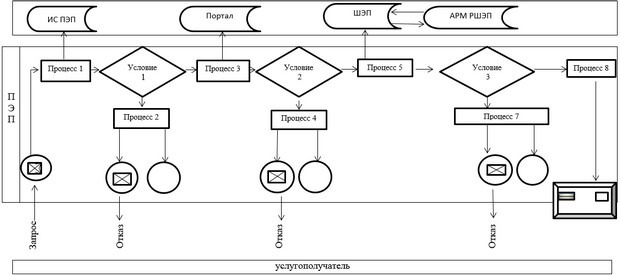 ИС ПЭП
Портал
ШЭП
АРМ РШЭП
ПЭП
Процесс 1
Условие
1
Процесс 3
Условие
2
Процесс 5
Условие
3
Процесс 8
Процесс 2
Процесс 4
Процесс 7
Запрос
Отказ
Отказ
Отказ
услугополучатель